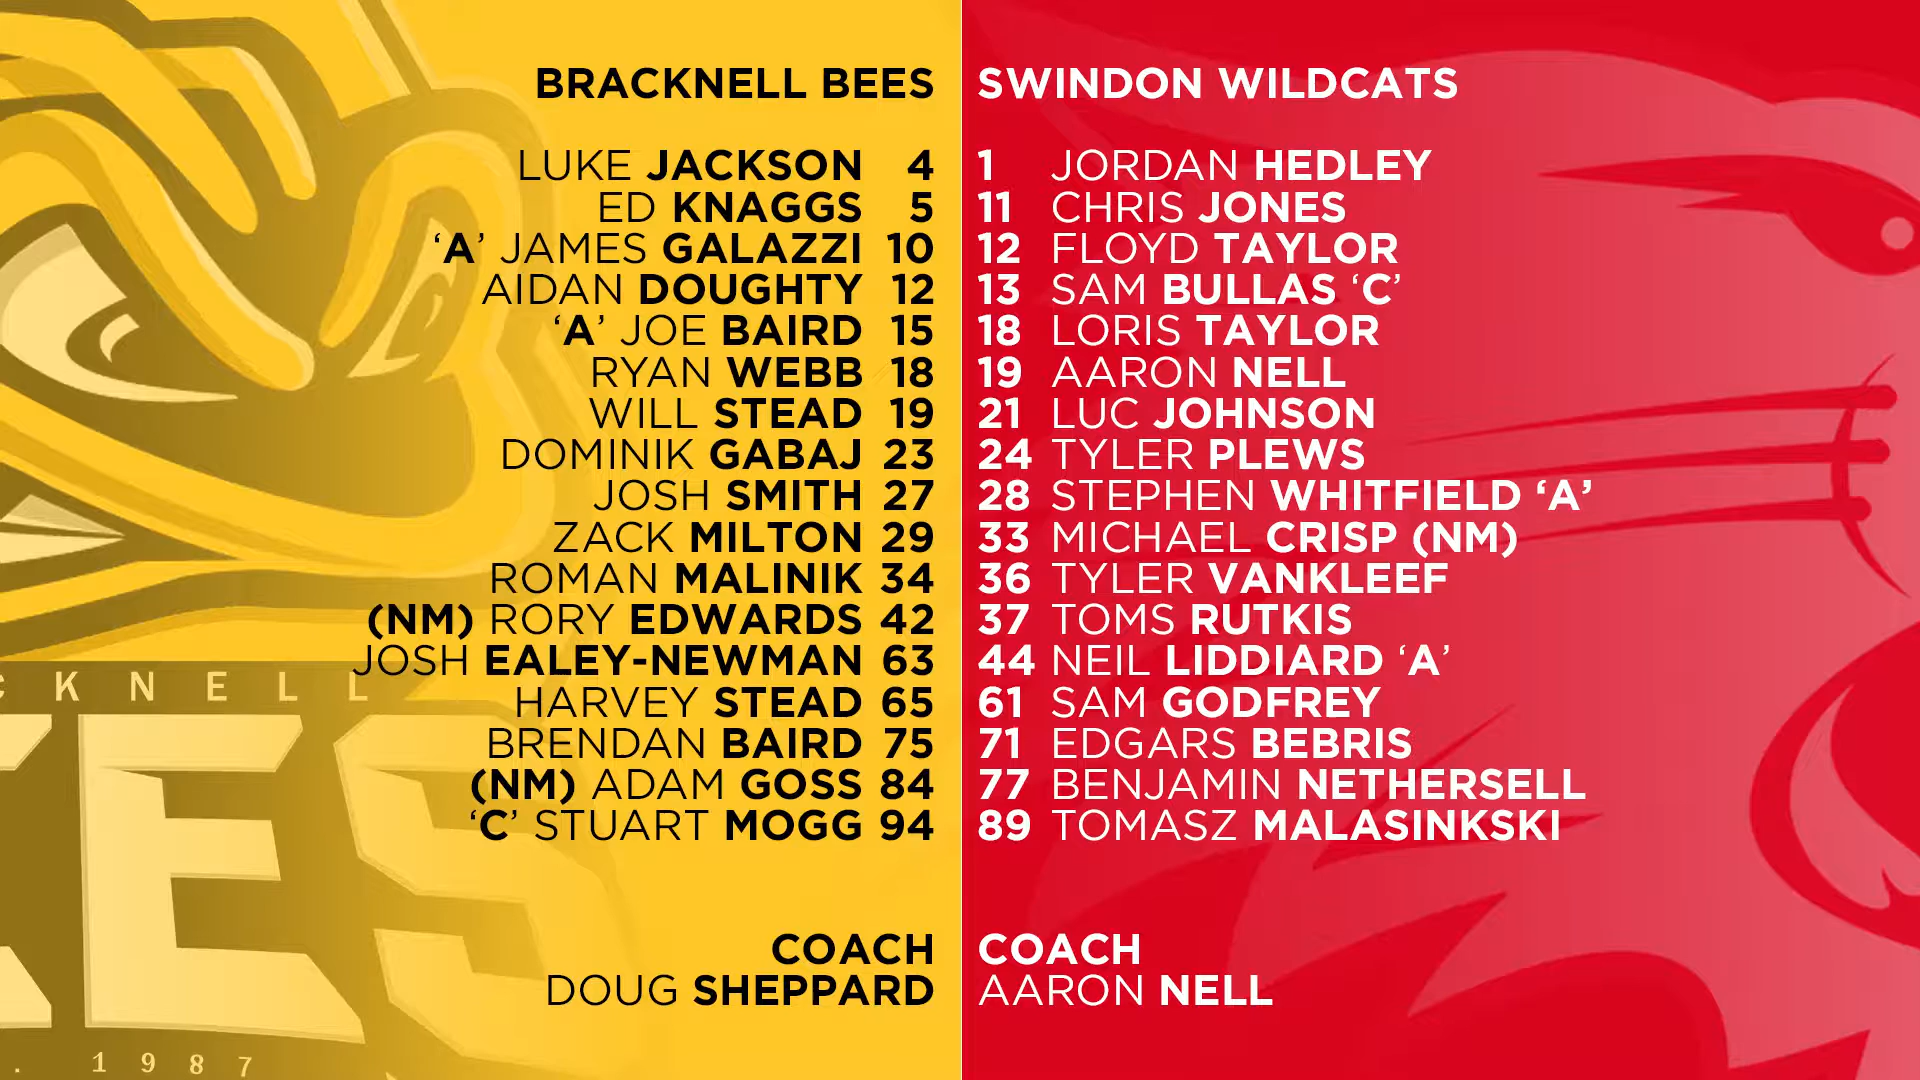 BRACKNELL BEES
LUKE JACKSON 4
ED KNAGGS 5
‘A’ JAMES GALAZZI 10
AIDAN DOUGHTY 12
‘A’ JOE BAIRD 15
RYAN WEBB 18
WILL STEAD 19
DOMINIK GABAJ 23
JOSH SMITH 27
ZACK MILTON 29
ROMAN MALINIK 34
(NM) RORY EDWARDS 42
JOSH EALEY-NEWMAN 63
HARVEY STEAD 65
BRENDAN BAIRD 75
(NM) ADAM GOSS 84
‘C’ STUART MOGG 94
COACH
DOUG SHEPPARD
SWINDON WILDCATS
1 JORDAN HEDLEY
11 CHRIS JONES
12 FLOYD TAYLOR
13 SAM BULLAS ‘C’
18 LORIS TAYLOR
19 AARON NELL
21 LUC JOHNSON
24 TYLER PLEWS
28 STEPHEN WHITFIELD ‘A’
33 MICHAEL CRISP (NM)
36 TYLER VANKLEEF
37 TOMS RUTKIS
44 NEIL LIDDIARD ‘A’
61 SAM GODFREY
71 EDGARS BEBRIS
77 BENJAMIN NETHERSELL
89 TOMASZ MALASINKSKI
COACH
AARON NELL
CKNELL
EES
. 1987